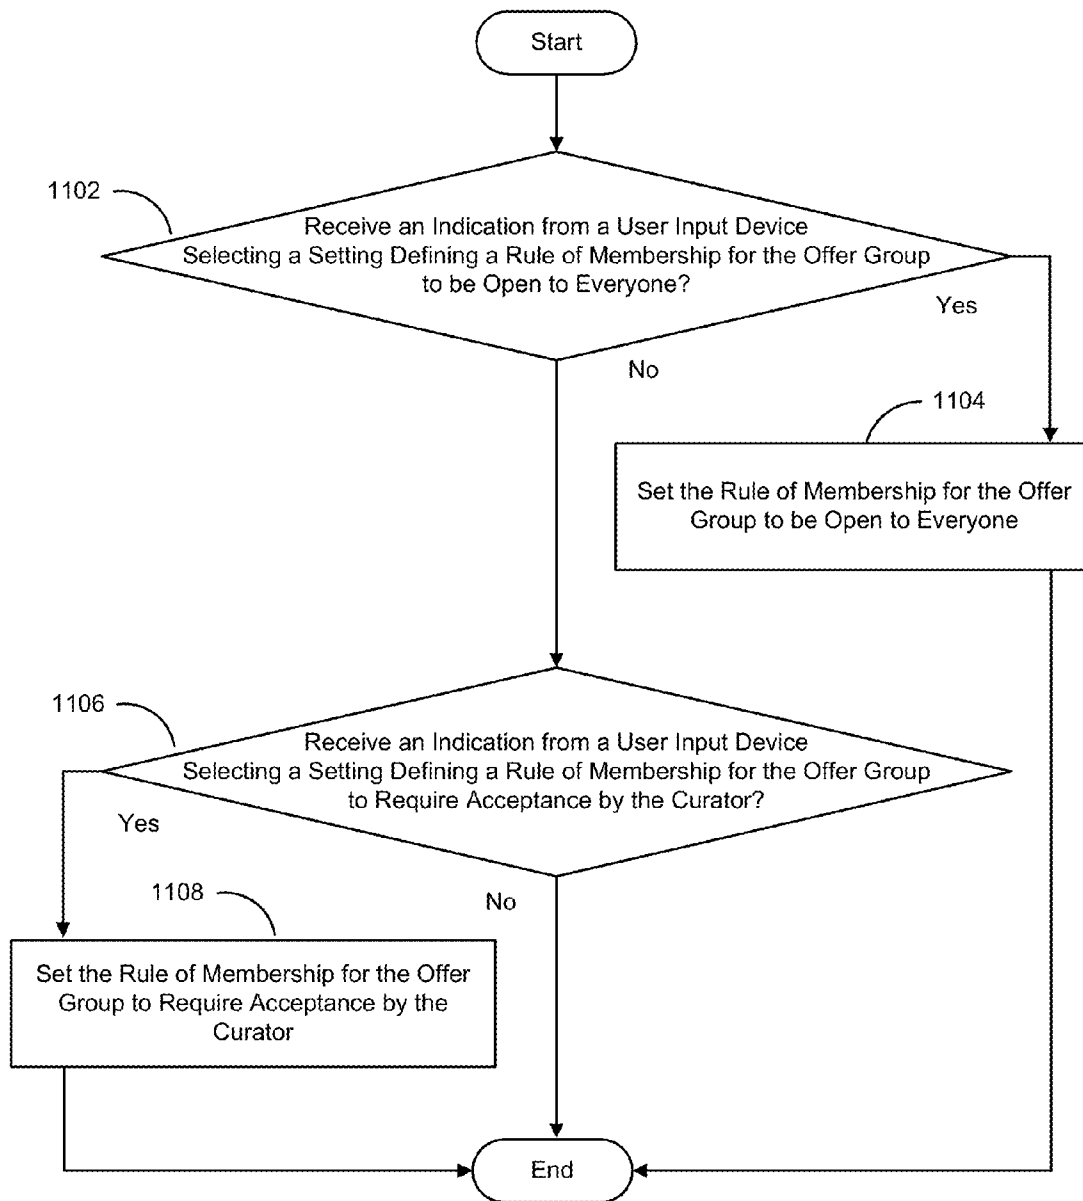 Start
1102
Receive an Indication from a User Input Device
Selecting a Setting Defining a Rule of Membership for the Offer Group
to be Open to Everyone?
Yes
No
1104
Set the Rule of Membership for the Offer
Group to be Open to Everyone
1106
Receive an Indication from a User Input Device
Selecting a Setting Defining a Rule of Membership for the Offer Group
to Require Acceptance by the Curator?
Yes
No
1108
Set the Rule of Membership for the Offer
Group to Require Acceptance by the
Curator
End